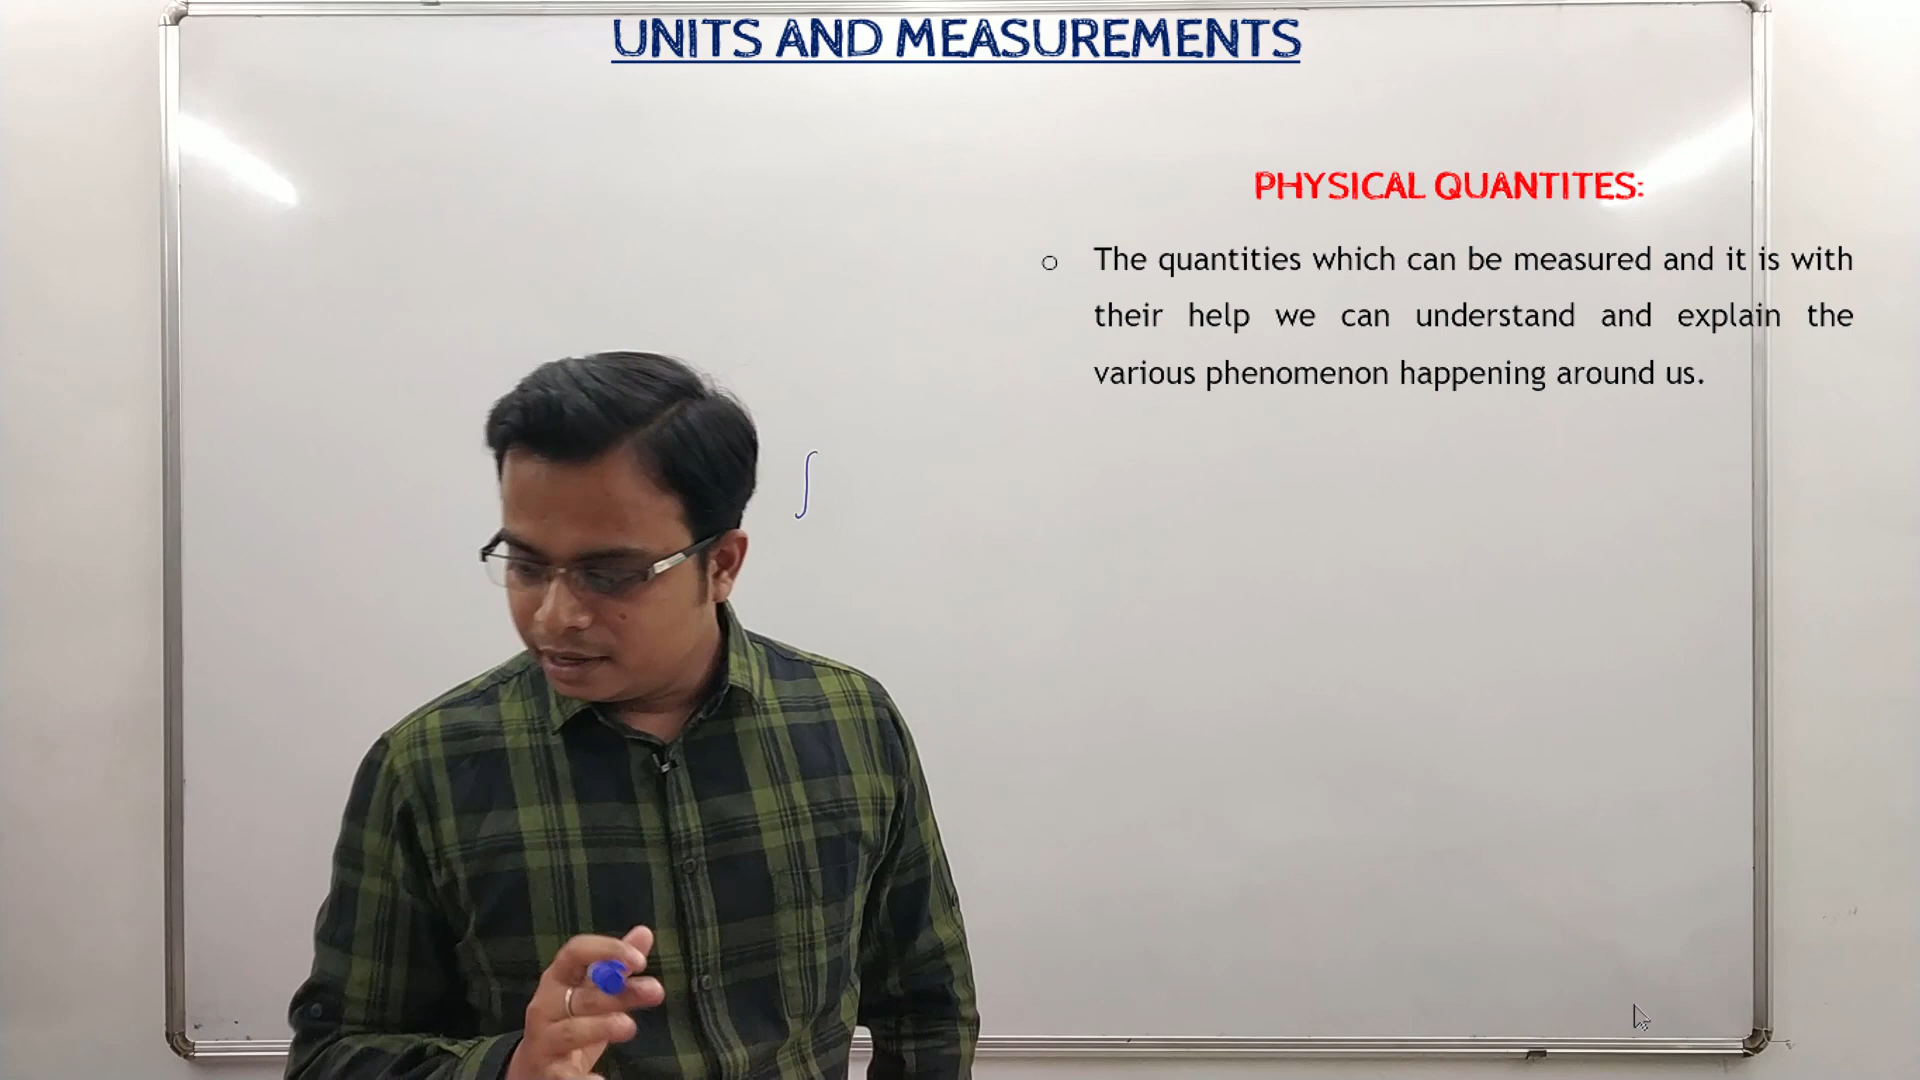 UNITS AND MEASUREMENTS
PHYSICAL QUANTITES:
o The quantities which can be measured and it is with
their help we can understand and explain the
various phenomenon happening around us.
∫